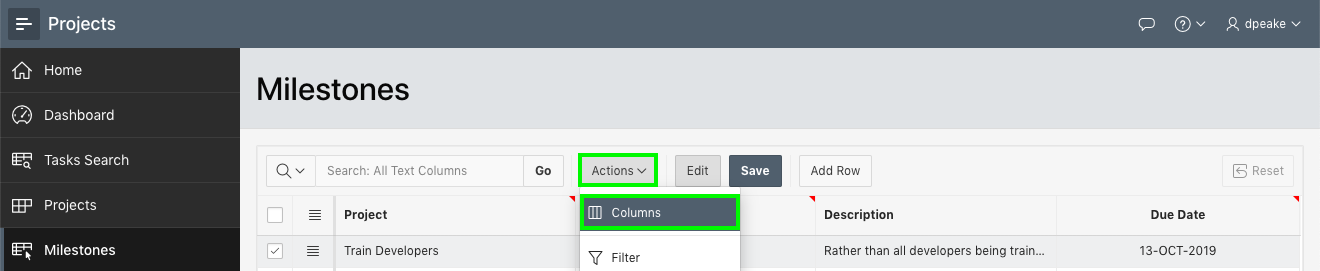 Projects
dpeake
Home
Dashboard
Tasks Search
Projects
Milestones
Milestones
Search: All Text Columns Go Actions Edit Save Add Row Reset
Columns
Filter
Project Description Due Date
Train Developers Rather than all developers being train... 13-OCT-2019